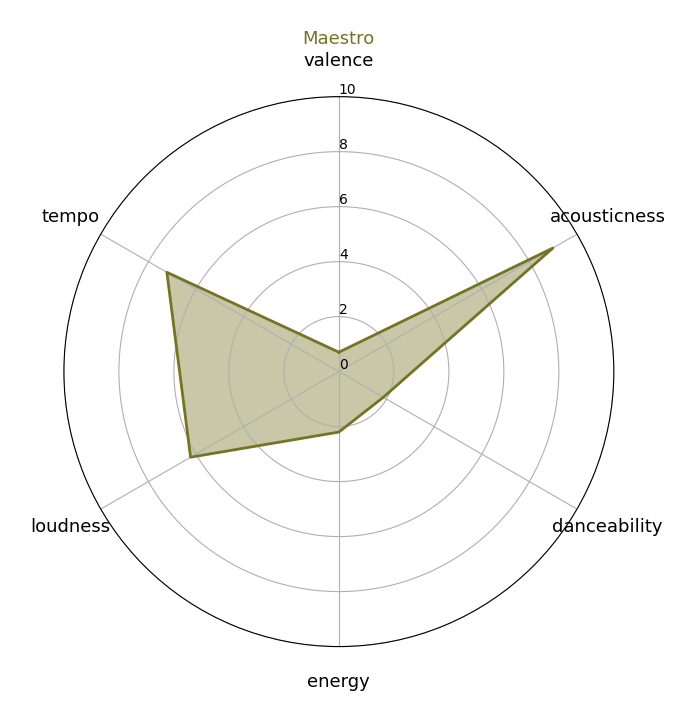 Maestro
valence
10
8
tempo
6
acousticness
4
2
0
loudness
danceability
energy